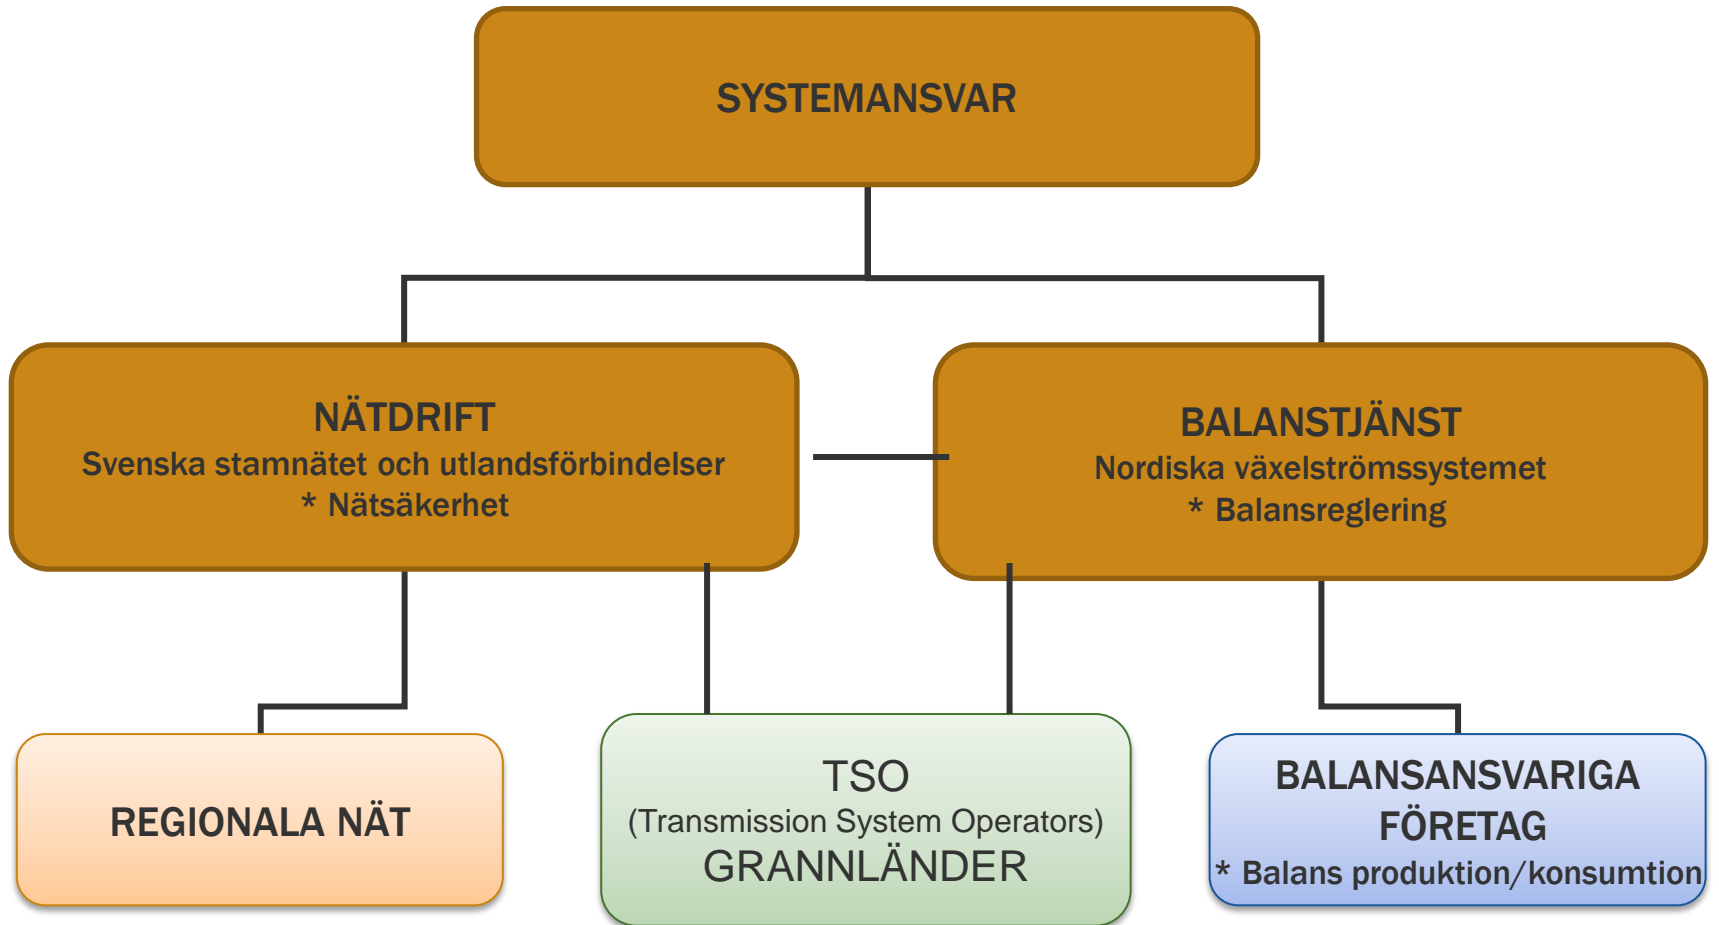 SYSTEMANSVAR
NÄTDRIFT
Svenska stamnätet och utlandsförbindelser
* Nätsäkerhet
BALANSTJÄNST
Nordiska växelströmssystemet
* Balansreglering
REGIONALA NÄT
TSO
(Transmission System Operators)
GRANNLÄNDER
BALANSANSVARIGA
FÖRETAG
* Balans produktion/konsumtion